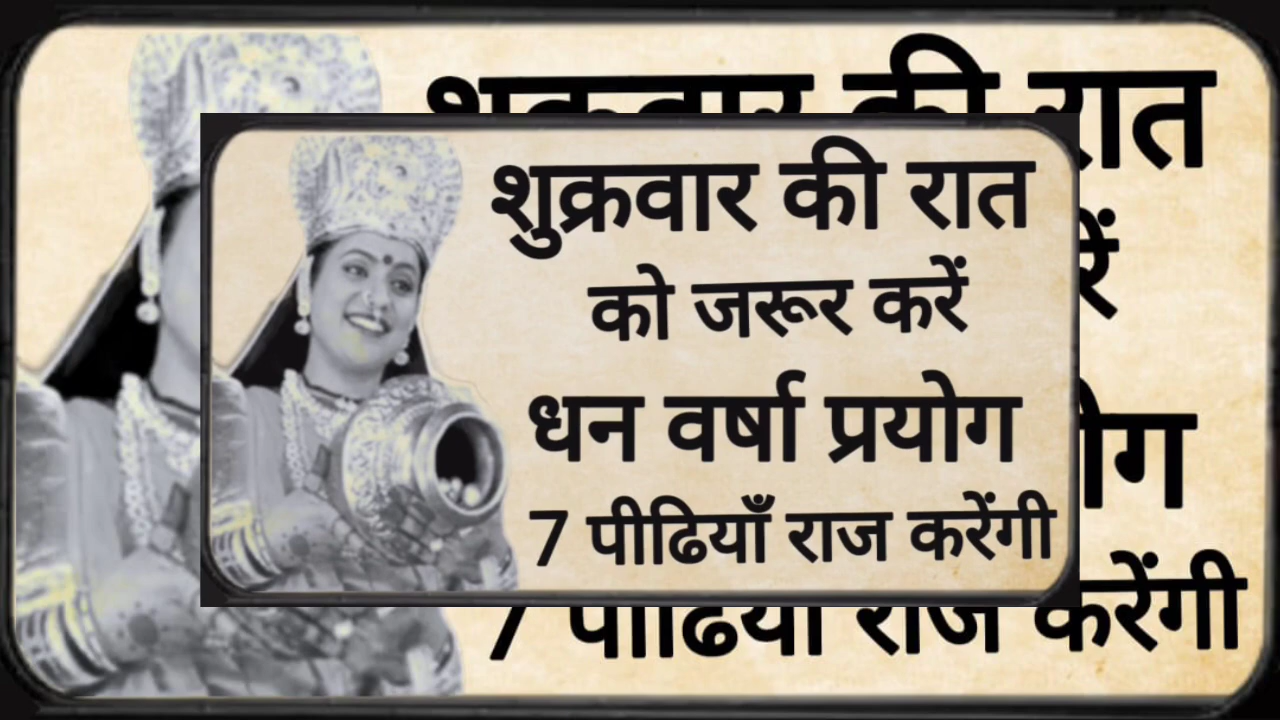 शुक्रवार की रात
को जरूर करें
धन वर्षा प्रयोग
7 पीढियाँ राज करेंगी